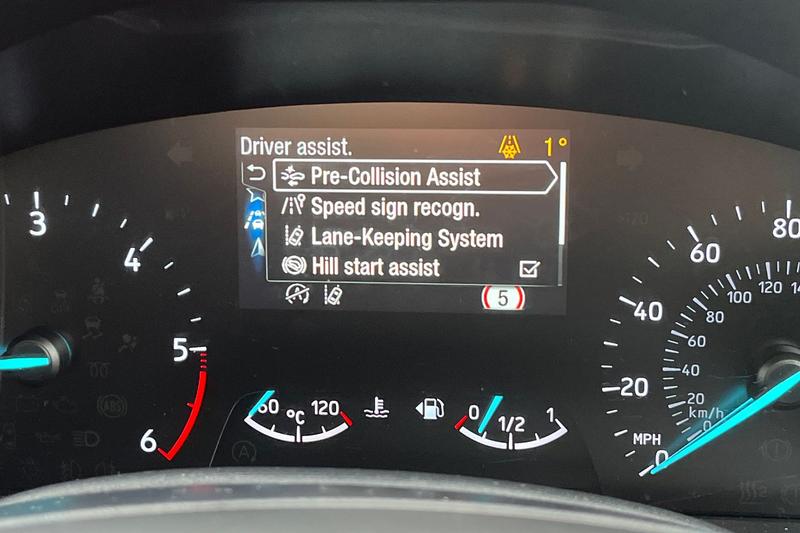 Driver assist. 1°
Pre-Collision Assist
Speed sign recogn.
Lane-Keeping System
Hill start assist
5
3
4
5
6
60 °C 120
0 1/2 1
80
60
40
20
MPH 0
120
100
80
60
40
20
km/h
0
ABS